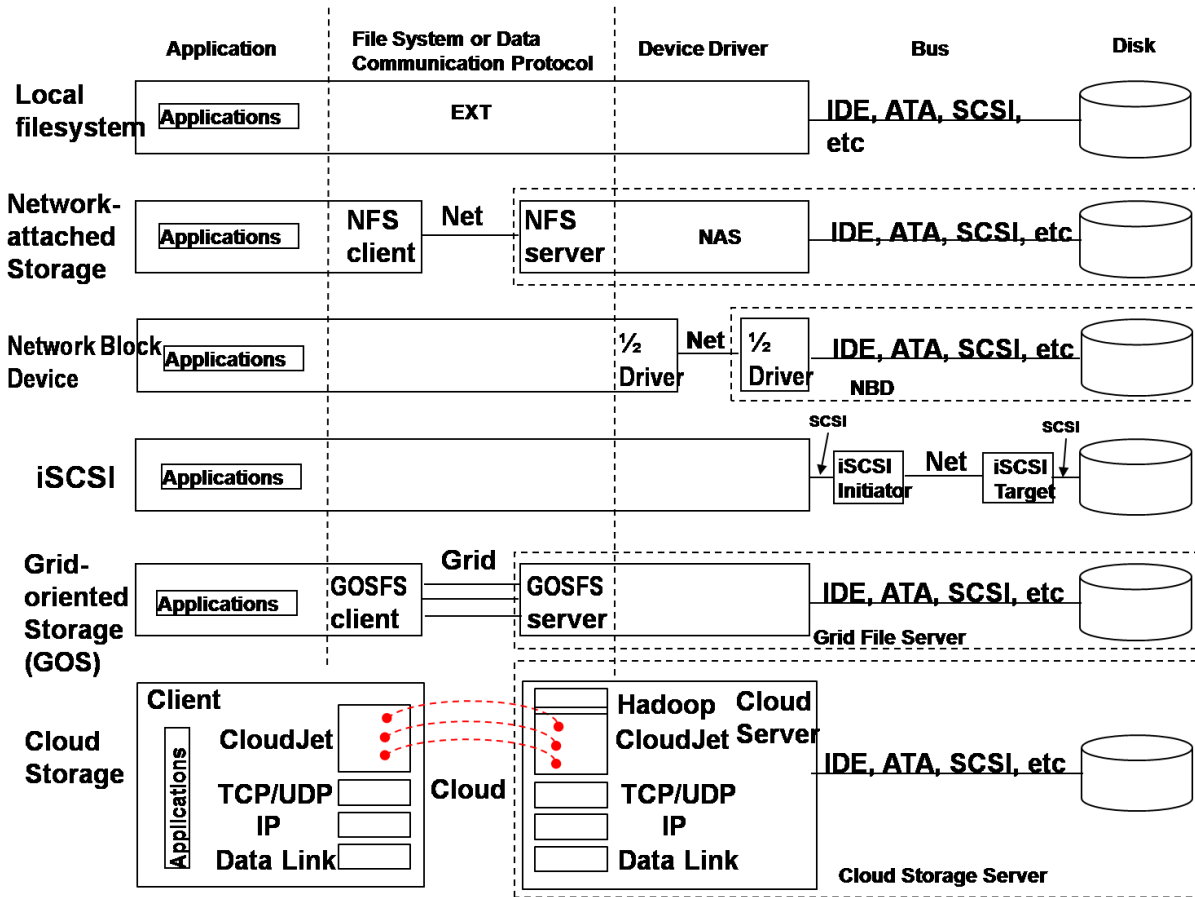 Application
File System or Data
Communication Protocol
Device Driver
Bus
Disk
Local
filesystem
Applications
EXT
IDE, ATA, SCSI,
etc
Network-
attached
Storage
Applications
NFS
client
Net
NFS
server
NAS
IDE, ATA, SCSI, etc
Network Block
Device
Applications
½
Driver
Net
½
Driver
IDE, ATA, SCSI, etc
NBD
iSCSI
Applications
SCSI
iSCSI
Initiator
Net
iSCSI
Target
SCSI
Grid-
oriented
Storage
(GOS)
Applications
GOSFS
client
Grid
GOSFS
server
IDE, ATA, SCSI, etc
Grid File Server
Cloud
Storage
Client
Applications
CloudJet
TCP/UDP
IP
Data Link
Cloud
Hadoop
CloudJet
TCP/UDP
IP
Data Link
Cloud
Server
IDE, ATA, SCSI, etc
Cloud Storage Server